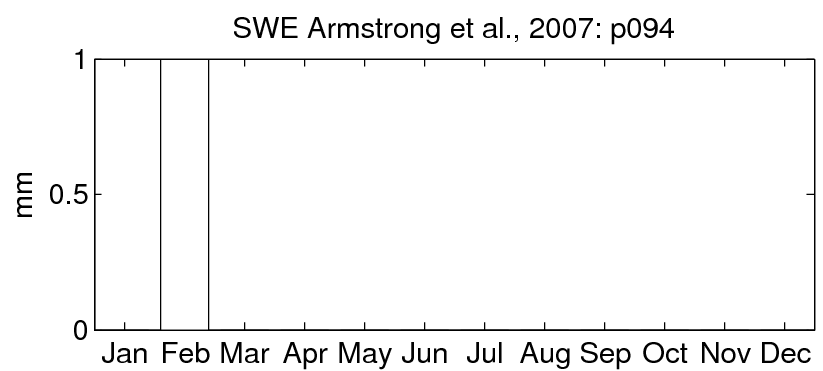 SWE Armstrong et al., 2007: p094
1
0.5
0
mm
Jan Feb Mar Apr May Jun Jul Aug Sep Oct Nov Dec